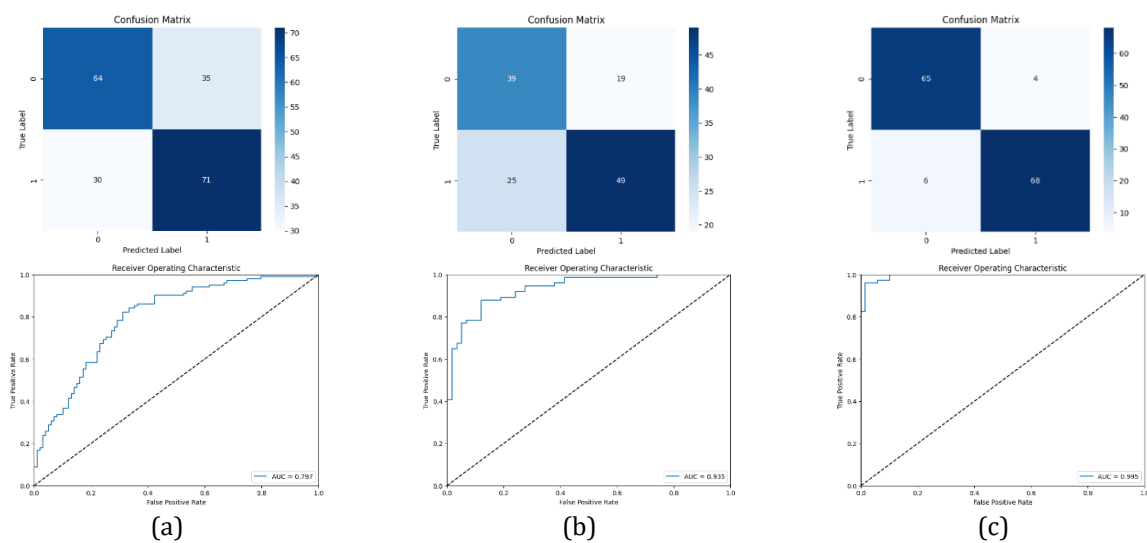 Confusion Matrix
0
1
True Label
64
35
30
71
0
1
Predicted Label
70
65
60
55
50
45
40
35
30
Confusion Matrix
0
1
True Label
39
19
25
49
0
1
Predicted Label
45
40
35
30
25
20
Confusion Matrix
0
1
True Label
65
4
6
68
0
1
Predicted Label
60
50
40
30
20
10
Receiver Operating Characteristic
1.0
0.8
0.6
0.4
0.2
0.0
True Positive Rate
AUC = 0.797
0.0 0.2 0.4 0.6 0.8 1.0
False Positive Rate
(a)
Receiver Operating Characteristic
1.0
0.8
0.6
0.4
0.2
0.0
True Positive Rate
AUC = 0.935
0.0 0.2 0.4 0.6 0.8 1.0
False Positive Rate
(b)
Receiver Operating Characteristic
1.0
0.8
0.6
0.4
0.2
0.0
True Positive Rate
AUC = 0.995
0.0 0.2 0.4 0.6 0.8 1.0
False Positive Rate
(c)